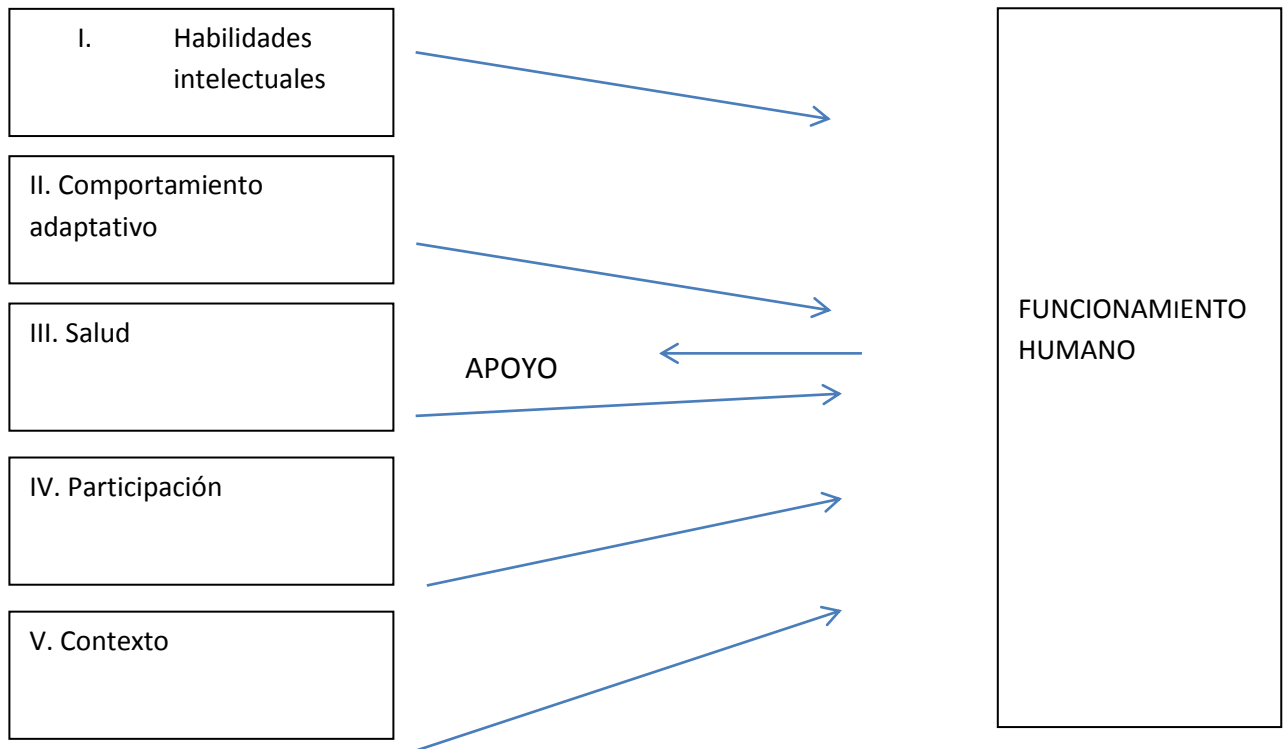 I. Habilidades
intelectuales
II. Comportamiento
adaptativo
III. Salud
APOYO
IV. Participación
V. Contexto
FUNCIONAMIENTO
HUMANO